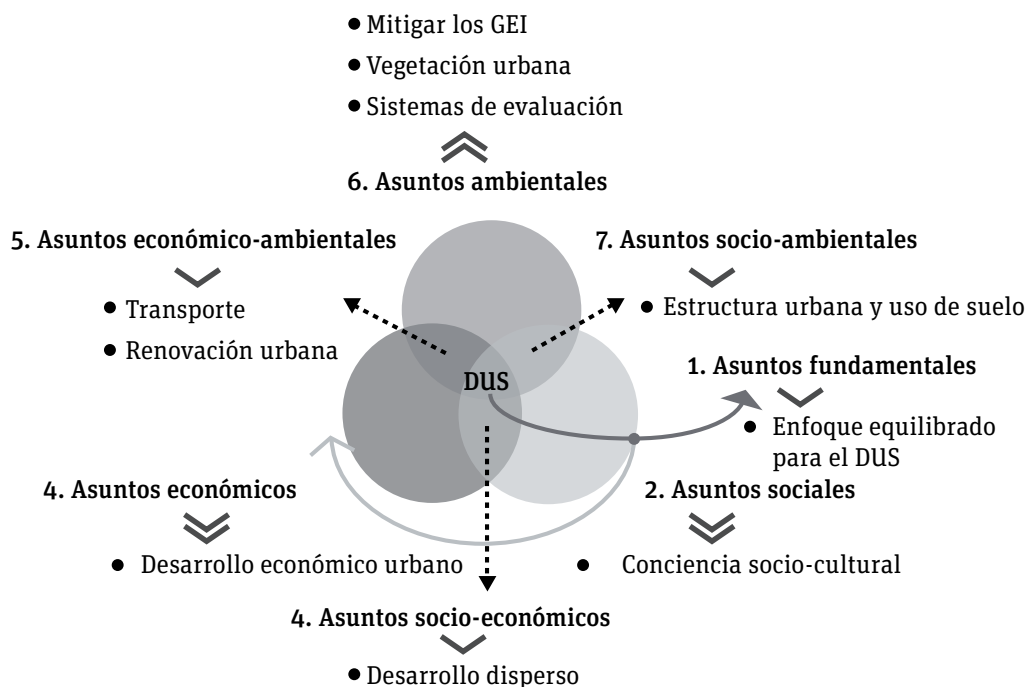 • Mitigar los GEI
• Vegetación urbana
• Sistemas de evaluación
6. Asuntos ambientales
5. Asuntos económico-ambientales
• Transporte
• Renovación urbana
7. Asuntos socio-ambientales
• Estructura urbana y uso de suelo
DUS
1. Asuntos fundamentales
• Enfoque equilibrado
para el DUS
4. Asuntos económicos
• Desarrollo económico urbano
2. Asuntos sociales
• Conciencia socio-cultural
4. Asuntos socio-económicos
• Desarrollo disperso